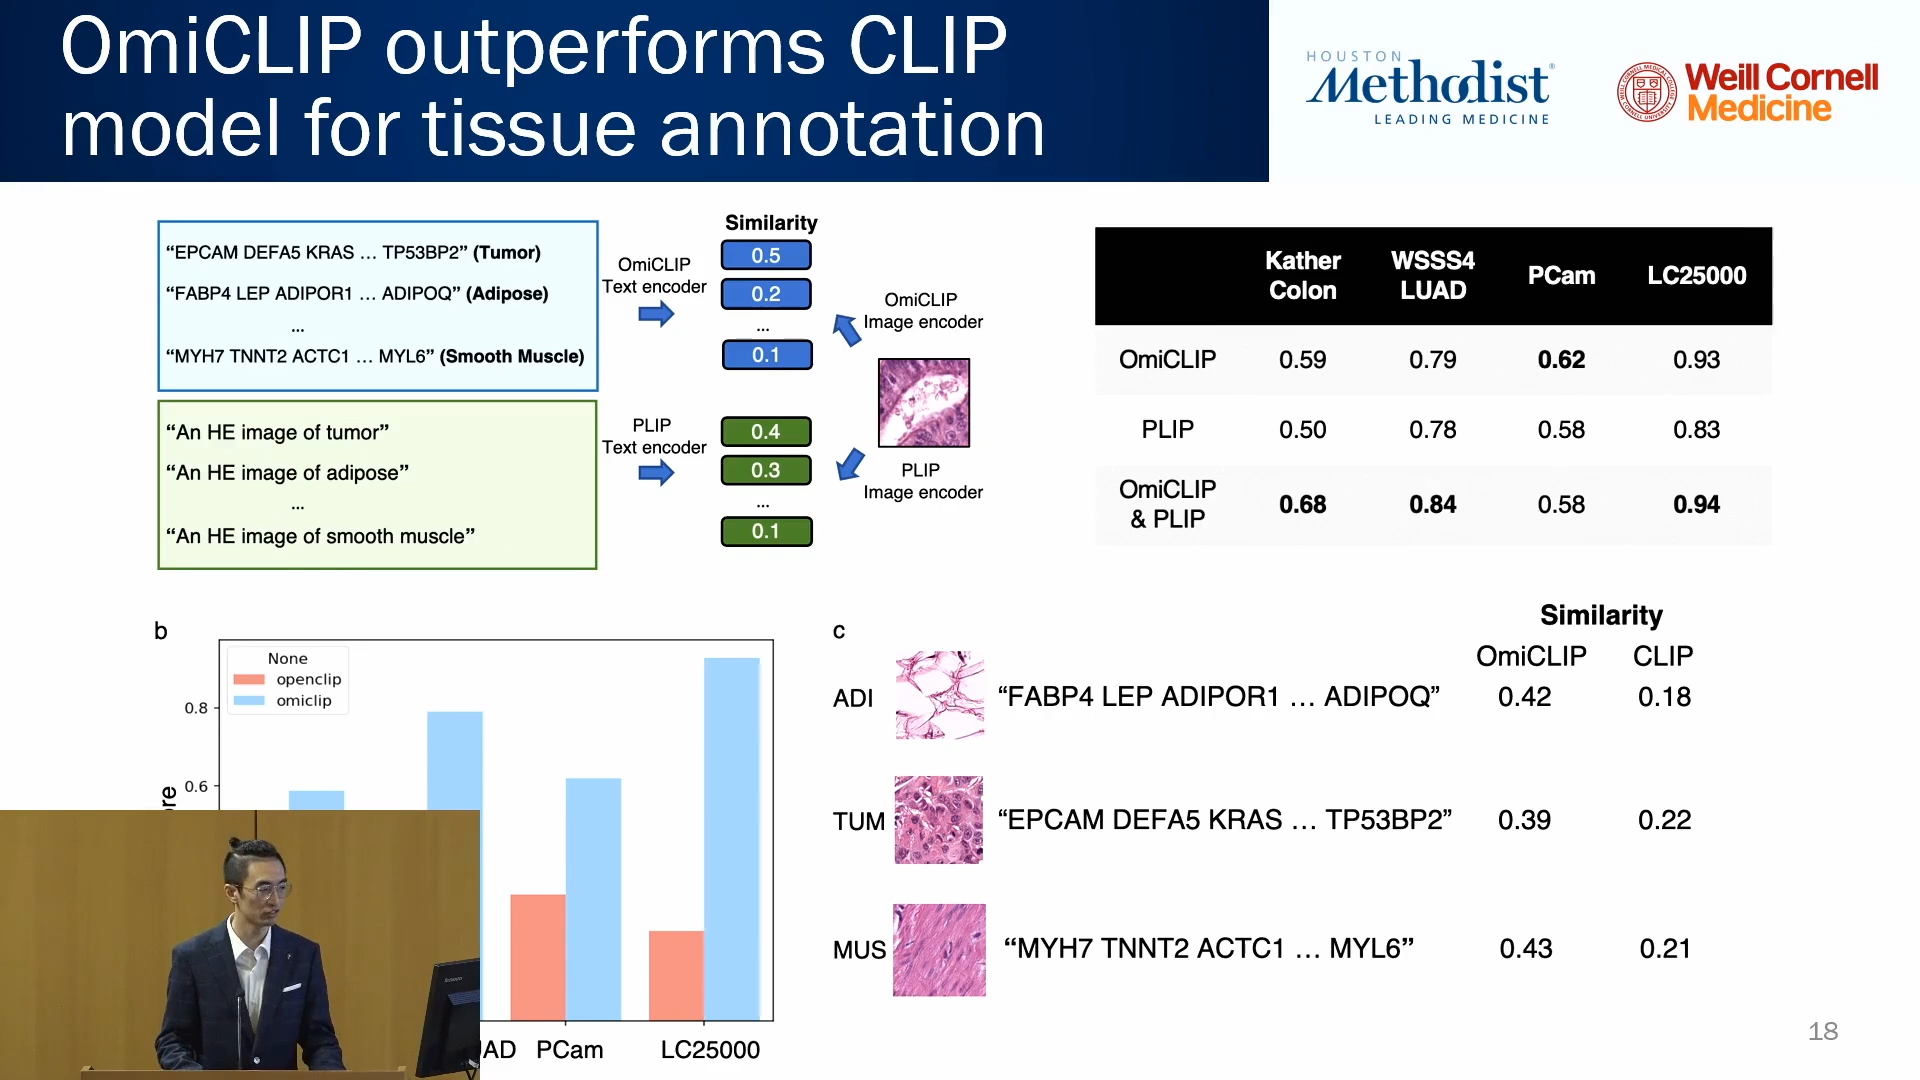 OmiCLIP outperforms CLIP
model for tissue annotation
HOUSTON
Methodist®
LEADING MEDICINE
Weill Cornell
Medicine
“EPCAM DEFA5 KRAS … TP53BP2” (Tumor)
“FABP4 LEP ADIPOR1 … ADIPOQ” (Adipose)
...
“MYH7 TNNT2 ACTC1 … MYL6” (Smooth Muscle)
OmiCLIP
Text encoder
Similarity
0.5
0.2
...
0.1
OmiCLIP
Image encoder
“An HE image of tumor”
“An HE image of adipose”
...
“An HE image of smooth muscle”
PLIP
Text encoder
0.4
0.3
...
0.1
PLIP
Image encoder
Kather Colon WSSS4 LUAD PCam LC25000
OmiCLIP 0.59 0.79 0.62 0.93
PLIP 0.50 0.78 0.58 0.83
OmiCLIP & PLIP 0.68 0.84 0.58 0.94
b
None
openclip
omiclip
0.8
0.6
ore
UAD PCam LC25000
c
Similarity
OmiCLIP CLIP
ADI “FABP4 LEP ADIPOR1 … ADIPOQ” 0.42 0.18
TUM “EPCAM DEFA5 KRAS … TP53BP2” 0.39 0.22
MUS “MYH7 TNNT2 ACTC1 … MYL6” 0.43 0.21
18